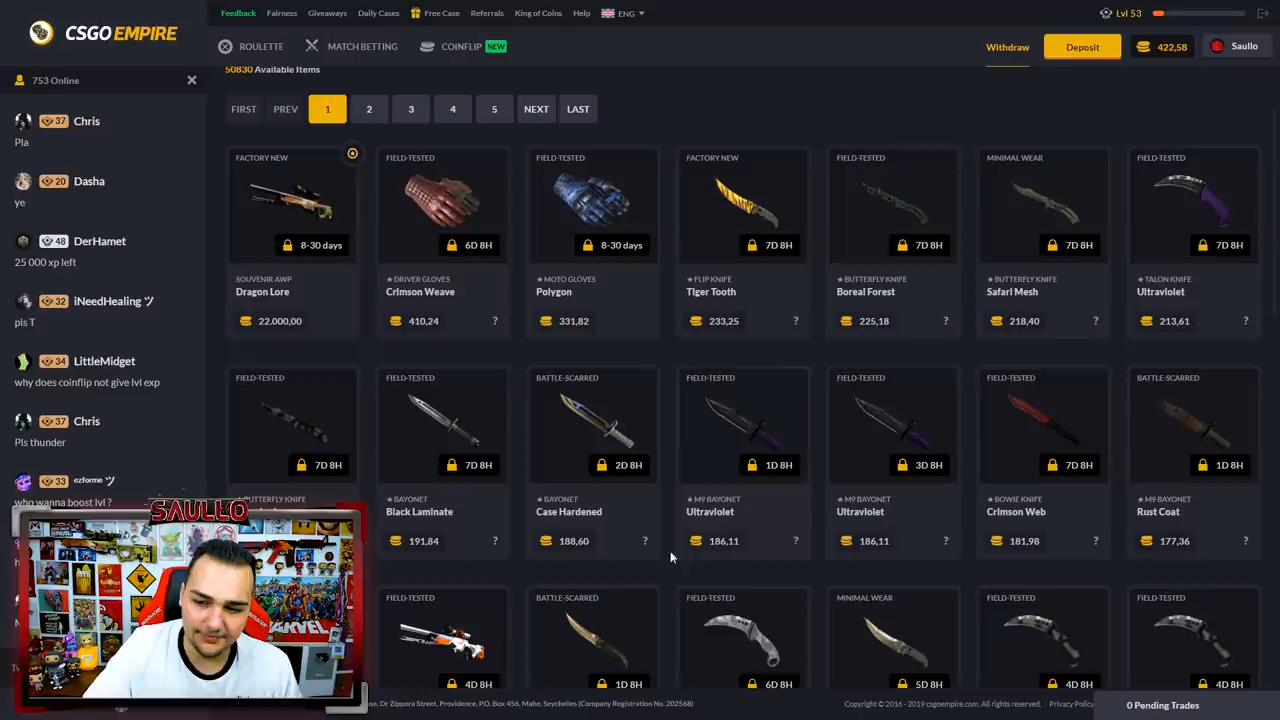 CSGOEMPIRE
Feedback Fairness Giveaways Daily Cases Free Case Referrals King of Coins Help ENG
Lvl 53
ROULETTE MATCH BETTING COINFLIP NEW
Withdraw Deposit 422,58 Saullo
753 Online
37 Chris
Pla
20 Dasha
ye
48 DerHamet
25 000 xp left
32 iNeedHealing ツ
pls T
34 LittleMidget
why does coinflip not give lvl exp
37 Chris
Pls thunder
33 ezforme ツ
who wanna boost lvl ?
50830 Available Items
FIRST PREV 1 2 3 4 5 NEXT LAST
FACTORY NEW
8-30 days
SOUVENIR AWP
Dragon Lore
22.000,00
FIELD-TESTED
6D 8H
★ DRIVER GLOVES
Crimson Weave
410,24 ?
FIELD-TESTED
8-30 days
★ MOTO GLOVES
Polygon
331,82
FACTORY NEW
7D 8H
★ FLIP KNIFE
Tiger Tooth
233,25 ?
FIELD-TESTED
7D 8H
★ BUTTERFLY KNIFE
Boreal Forest
225,18 ?
MINIMAL WEAR
7D 8H
★ BUTTERFLY KNIFE
Safari Mesh
218,40 ?
FIELD-TESTED
7D 8H
★ TALON KNIFE
Ultraviolet
213,61 ?
FIELD-TESTED
7D 8H
BUTTERFLY KNIFE
FIELD-TESTED
7D 8H
★ BAYONET
Black Laminate
191,84 ?
BATTLE-SCARRED
2D 8H
★ BAYONET
Case Hardened
188,60 ?
FIELD-TESTED
1D 8H
★ M9 BAYONET
Ultraviolet
186,11 ?
FIELD-TESTED
3D 8H
★ M9 BAYONET
Ultraviolet
186,11 ?
FIELD-TESTED
7D 8H
★ BOWIE KNIFE
Crimson Web
181,98 ?
BATTLE-SCARRED
1D 8H
★ M9 BAYONET
Rust Coat
177,36 ?
FIELD-TESTED
4D 8H
BATTLE-SCARRED
1D 8H
FIELD-TESTED
6D 8H
MINIMAL WEAR
5D 8H
FIELD-TESTED
4D 8H
FIELD-TESTED
4D 8H
SAULLO
MARVEL
Dr Zippora Street, Providence, P.O. Box 456, Mahe, Seychelles (Company Registration No. 202568)
Copyright © 2016 - 2019 csgoempire.com. All rights reserved. Privacy
0 Pending Trades